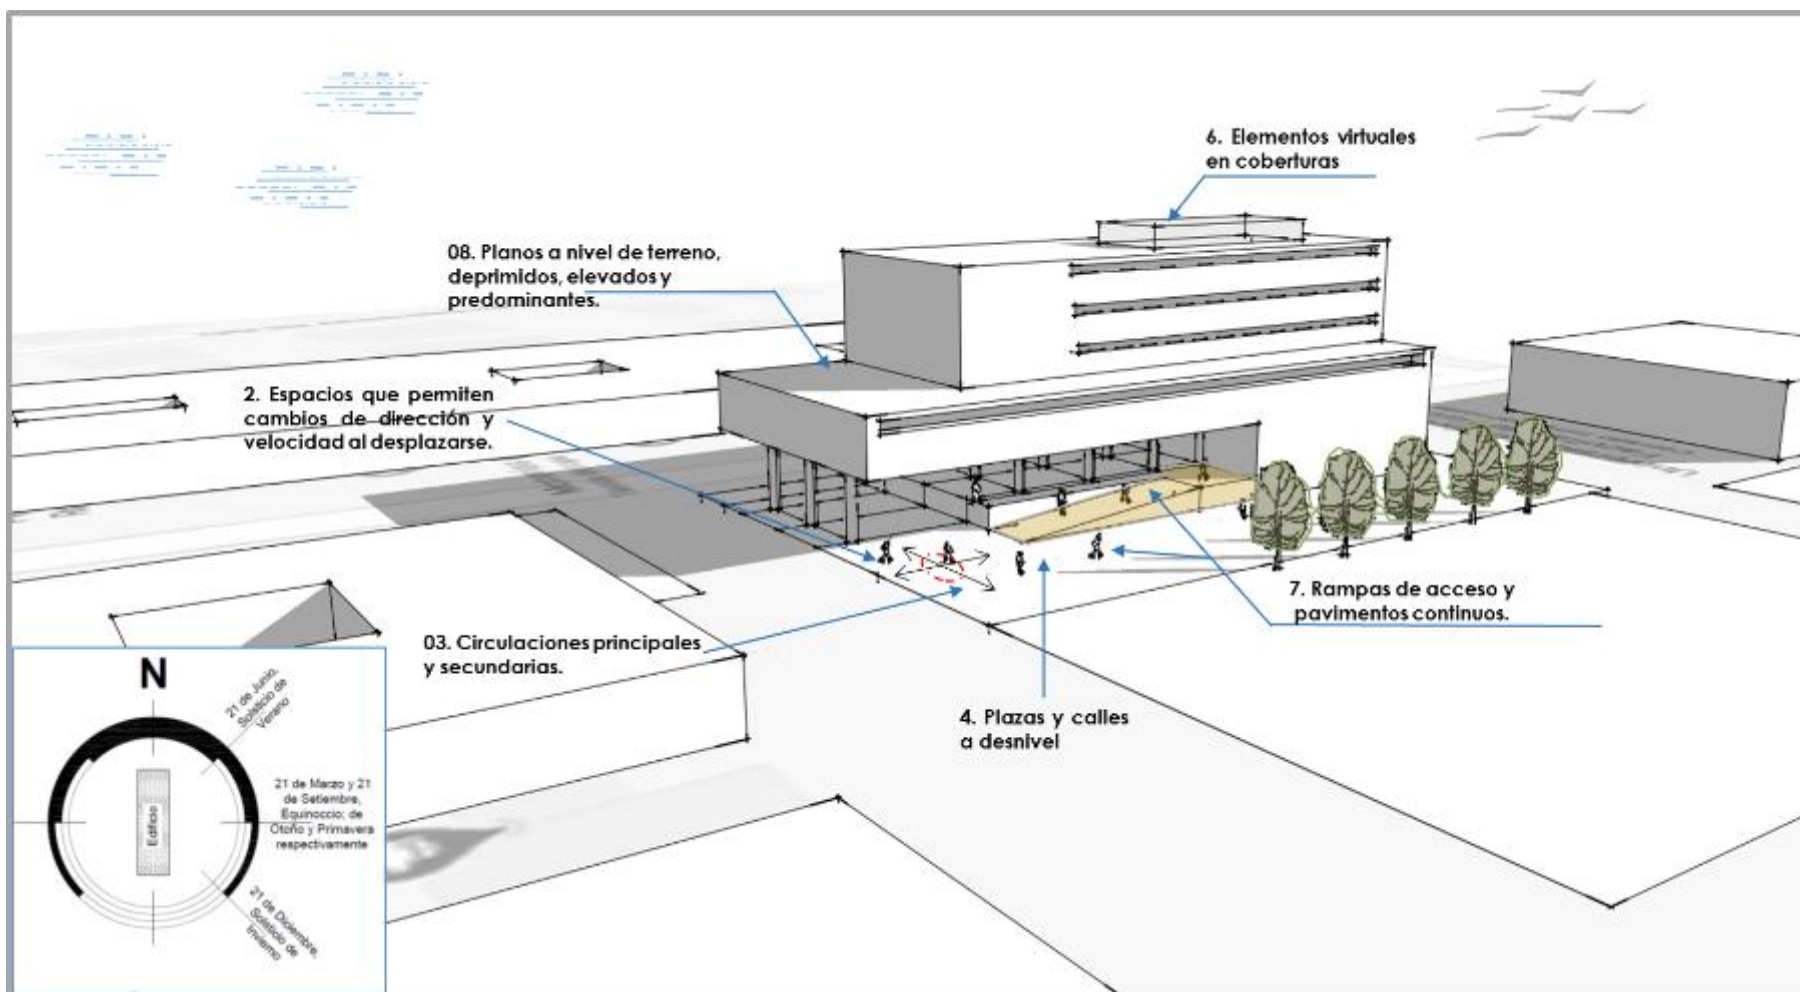 6. Elementos virtuales
en coberturas
08. Planos a nivel de terreno,
deprimidos, elevados y
predominantes.
2. Espacios que permiten
cambios de dirección y
velocidad al desplazarse.
7. Rampas de acceso y
pavimentos continuos.
03. Circulaciones principales
y secundarias.
4. Plazas y calles
a desnivel
N
21 de Junio,
Solsticio de
Verano
21 de Marzo y 21
de Setiembre,
Equinoccio; de
Otoño y Primavera
respectivamente
Edificio
21 de Diciembre,
Solsticio de
Invierno